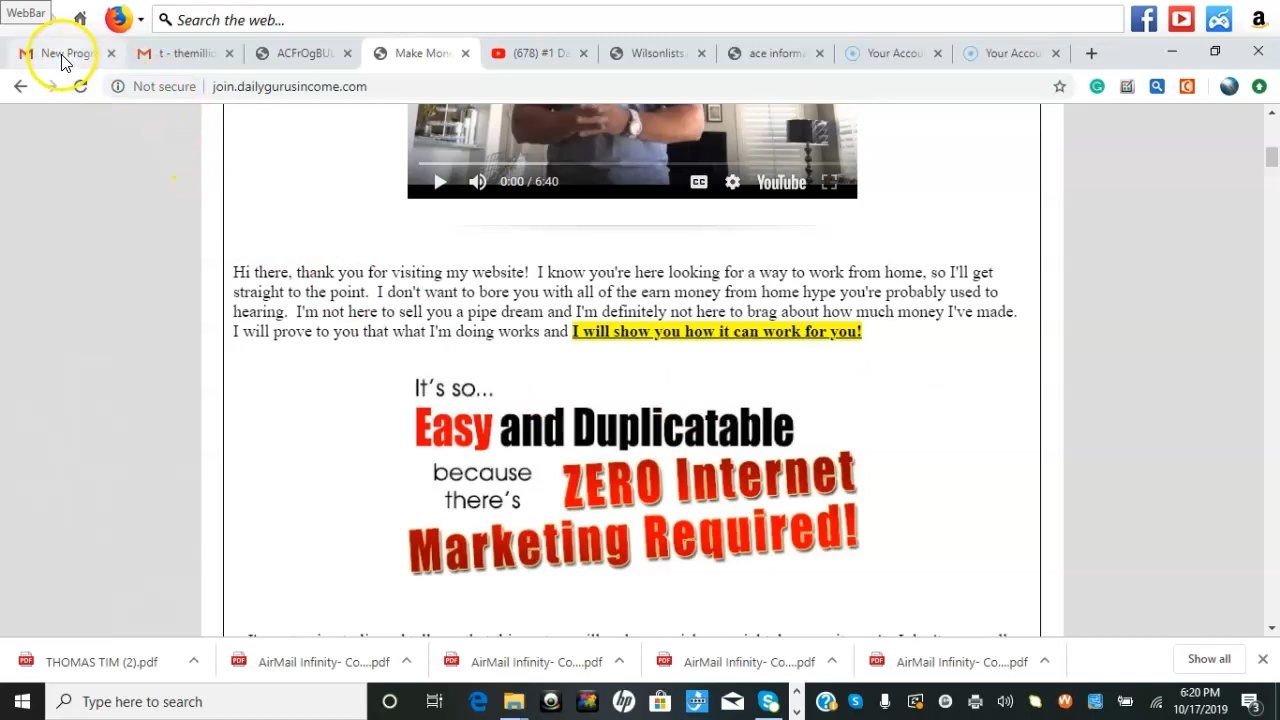 WebBar
Search the web...
New Progr
t - themillio
ACFrOgBU
Make Mone
(678) #1 Da
Wilsonlists
ace informa
Your Accou
Your Accou
Not secure join.dailygurusincome.com
0:00 / 6:40
CC
YouTube
Hi there, thank you for visiting my website! I know you're here looking for a way to work from home, so I'll get
straight to the point. I don't want to bore you with all of the earn money from home hype you're probably used to
hearing. I'm not here to sell you a pipe dream and I'm definitely not here to brag about how much money I've made.
I will prove to you that what I'm doing works and I will show you how it can work for you!
It's so...
Easy and Duplicatable
because
there's
ZERO Internet
Marketing Required!
THOMAS TIM (2).pdf
AirMail Infinity- Co....pdf
AirMail Infinity- Co....pdf
AirMail Infinity- Co....pdf
AirMail Infinity- Co....pdf
Show all
Type here to search
6:20 PM
10/17/2019